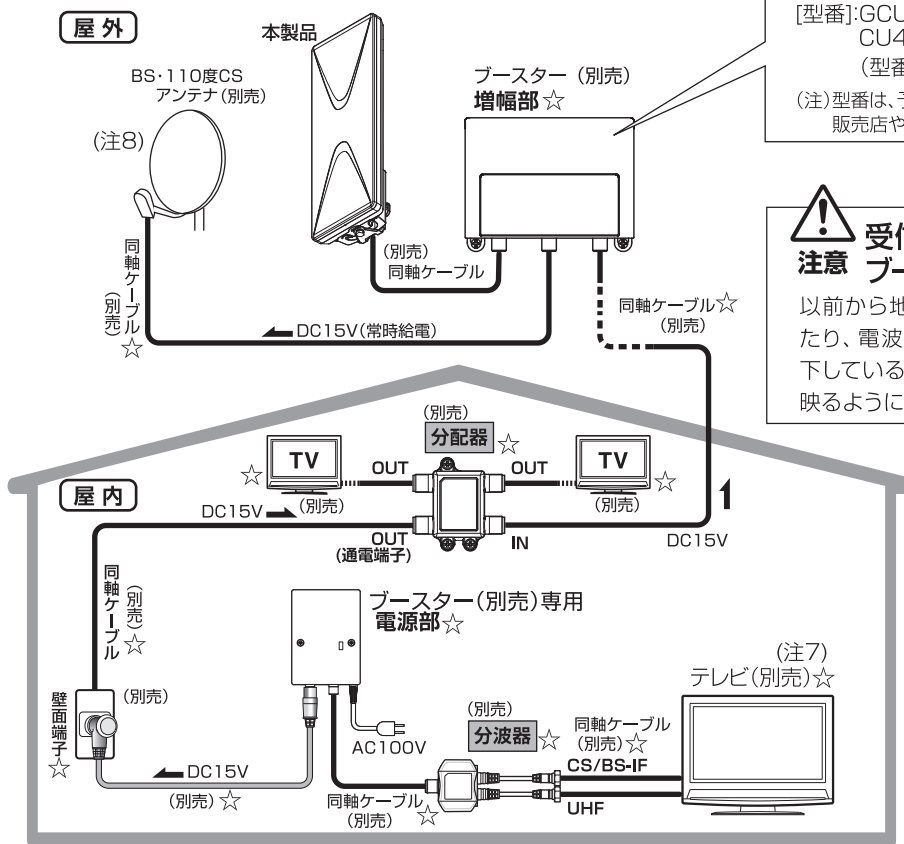 屋外
本製品
BS・110度CS
アンテナ(別売)
(注8)
ブースター (別売)
増幅部☆
[型番]:GCU
CU4
(型番
(注)型番は、
販売店や
(別売)
同軸ケーブル
同軸ケーブル
(別売)☆
DC15V(常時給電)
同軸ケーブル☆
(別売)
注意
受信
ブー
以前から地
たり、電波
下している
映るように
屋内
(別売)
分配器☆
TV
☆
(別売)
OUT
OUT
TV
☆
(別売)
DC15V
OUT
(通電端子)
IN
DC15V
同軸ケーブル
(別売)☆
ブースター(別売)専用
電源部☆
壁面端子☆
(別売)
AC100V
DC15V
(別売)☆
同軸ケーブル
(別売)☆
(別売)
分波器☆
同軸ケーブル
(別売)☆
CS/BS-IF
UHF
(注7)
テレビ(別売)☆